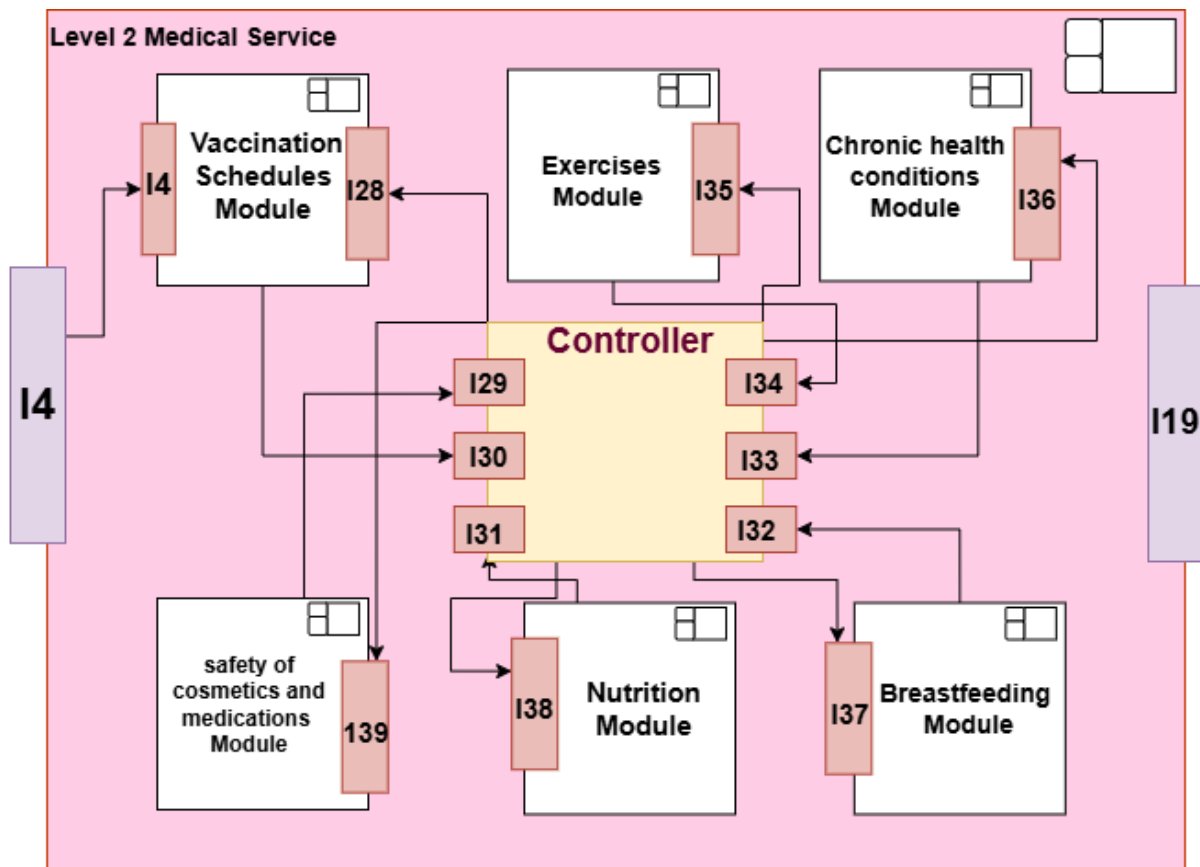 Level 2 Medical Service
Vaccination
Schedules
Module
I4
I28
Exercises
Module
I35
Chronic health
conditions
Module
I36
I4
I19
Controller
I29
I34
I30
I33
I31
I32
safety of
cosmetics and
medications
Module
139
I38
Nutrition
Module
I37
Breastfeeding
Module